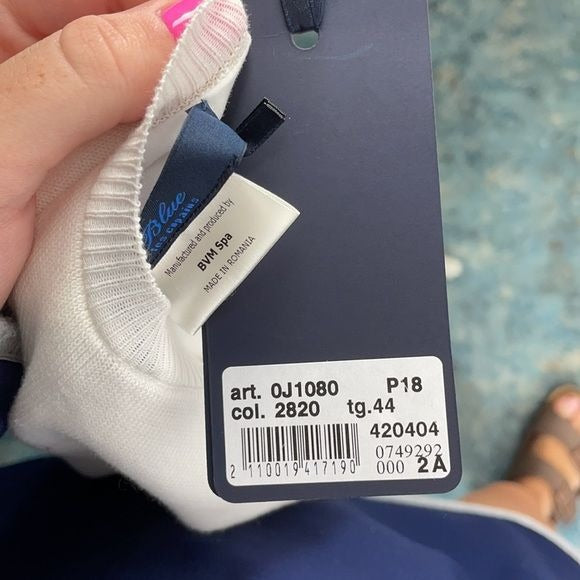 Blue
Manufactured and produced by
BVM Spa
MADE IN ROMANIA
art. 0J1080 P18
col. 2820 tg.44
420404
0749292
000 2A
2 110019 417190